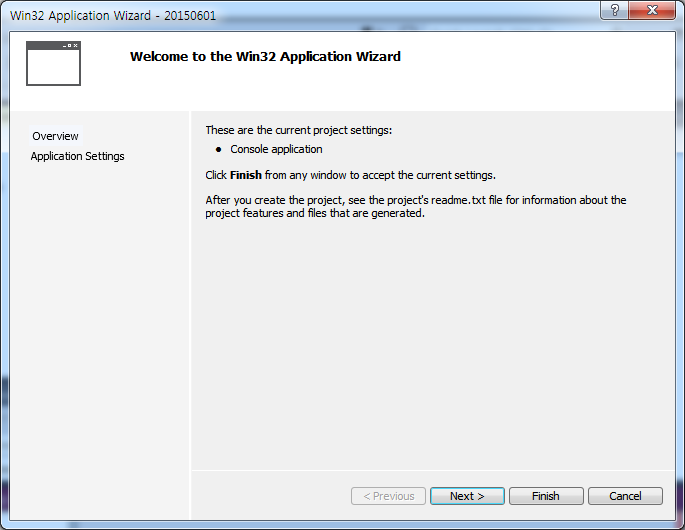 Win32 Application Wizard - 20150601
Welcome to the Win32 Application Wizard
Overview
Application Settings
These are the current project settings:
● Console application
Click Finish from any window to accept the current settings.
After you create the project, see the project's readme.txt file for information about the
project features and files that are generated.
< Previous
Next >
Finish
Cancel